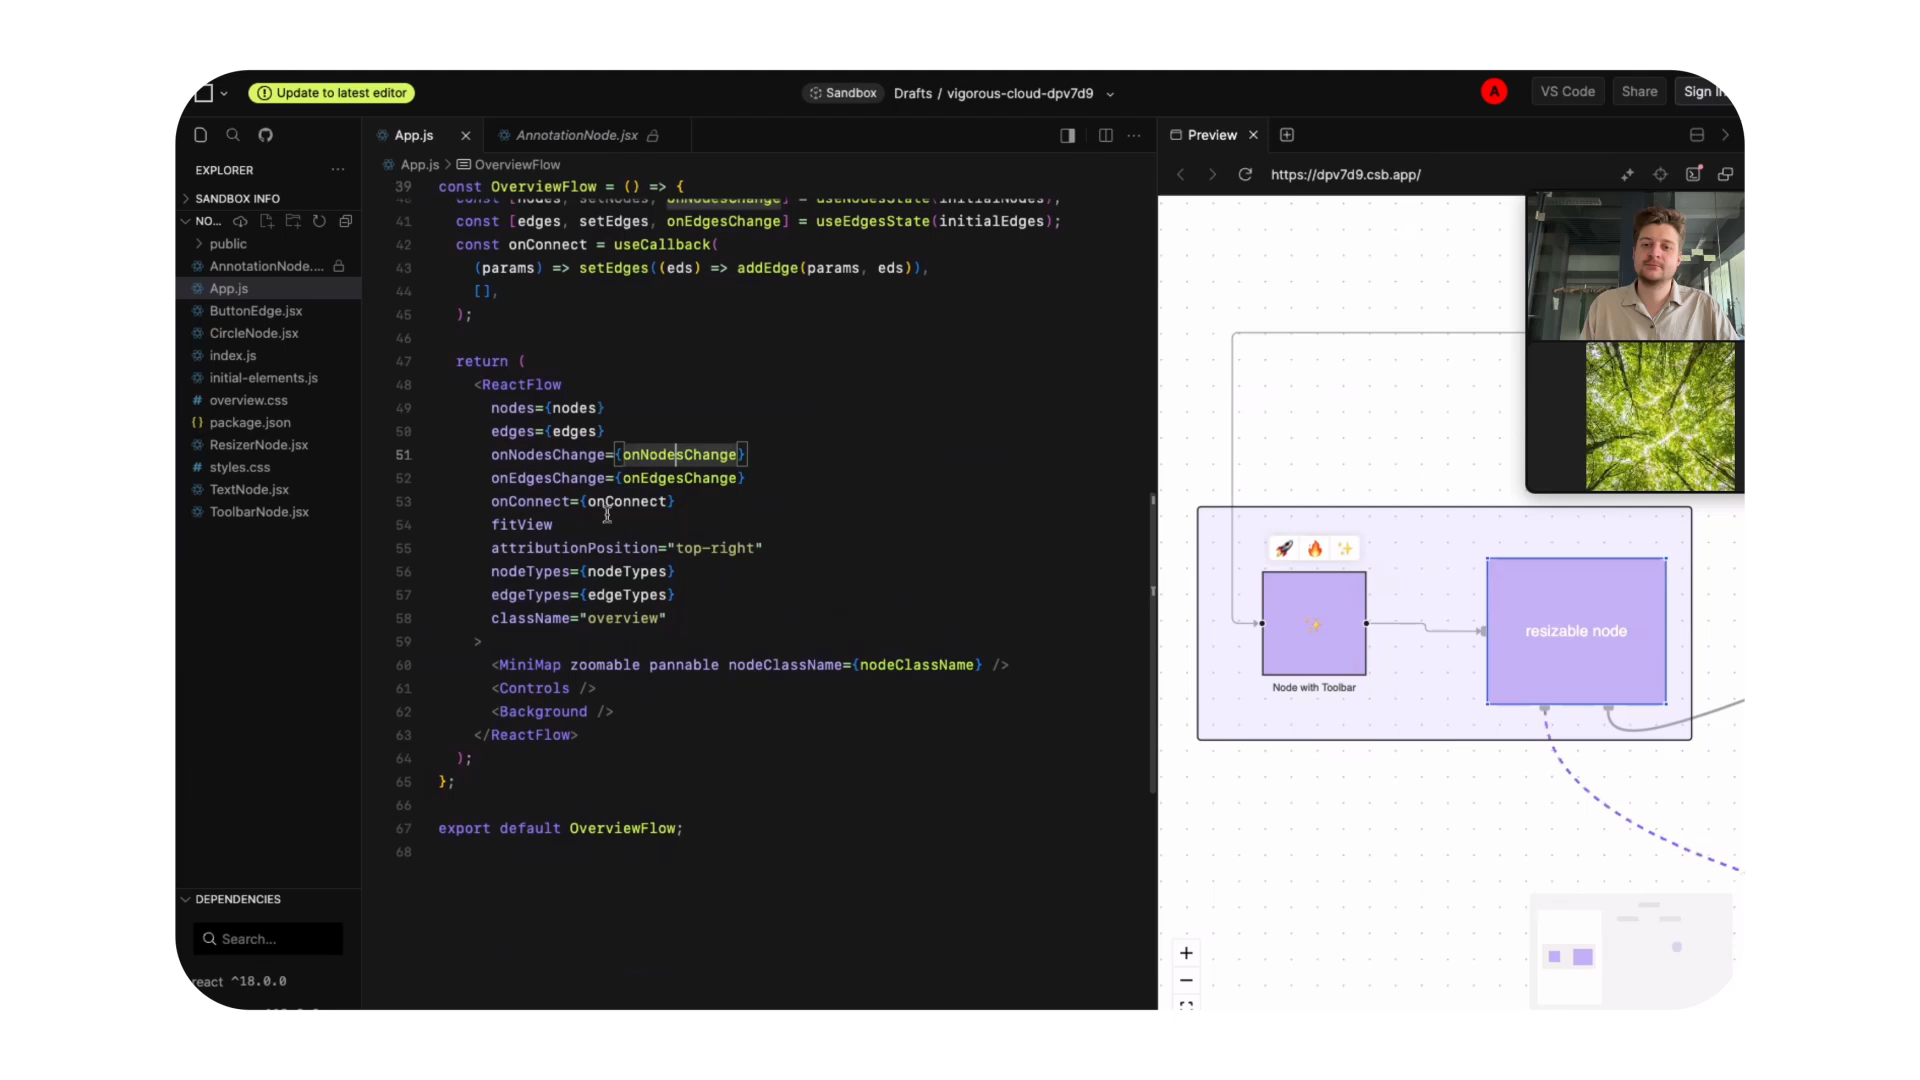 Update to latest editor
Sandbox
Drafts / vigorous-cloud-dpv7d9
A
VS Code
Share
Sign In
App.js
AnnotationNode.jsx
Preview
EXPLORER
App.js
OverviewFlow
https://dpv7d9.csb.app/
SANDBOX INFO
NO...
public
AnnotationNode....
App.js
ButtonEdge.jsx
CircleNode.jsx
index.js
initial-elements.js
overview.css
package.json
ResizerNode.jsx
styles.css
TextNode.jsx
ToolbarNode.jsx
DEPENDENCIES
Search...
react ^18.0.0
39 const OverviewFlow = () => {
const [nodes, setNodes, onNodesChange] = useNodesState(initialNodes);
41 const [edges, setEdges, onEdgesChange] = useEdgesState(initialEdges);
42 const onConnect = useCallback(
43 (params) => setEdges((eds) => addEdge(params, eds)),
44 [],
45 );
46
47 return (
48 <ReactFlow
49 nodes={nodes}
50 edges={edges}
51 onNodesChange={onNodesChange}
52 onEdgesChange={onEdgesChange}
53 onConnect={onConnect}
54 fitView
55 attributionPosition="top-right"
56 nodeTypes={nodeTypes}
57 edgeTypes={edgeTypes}
58 className="overview"
59 >
60 <MiniMap zoomable pannable nodeClassName={nodeClassName} />
61 <Controls />
62 <Background />
63 </ReactFlow>
64 );
65 };
66
67 export default OverviewFlow;
68
Node with Toolbar
resizable node